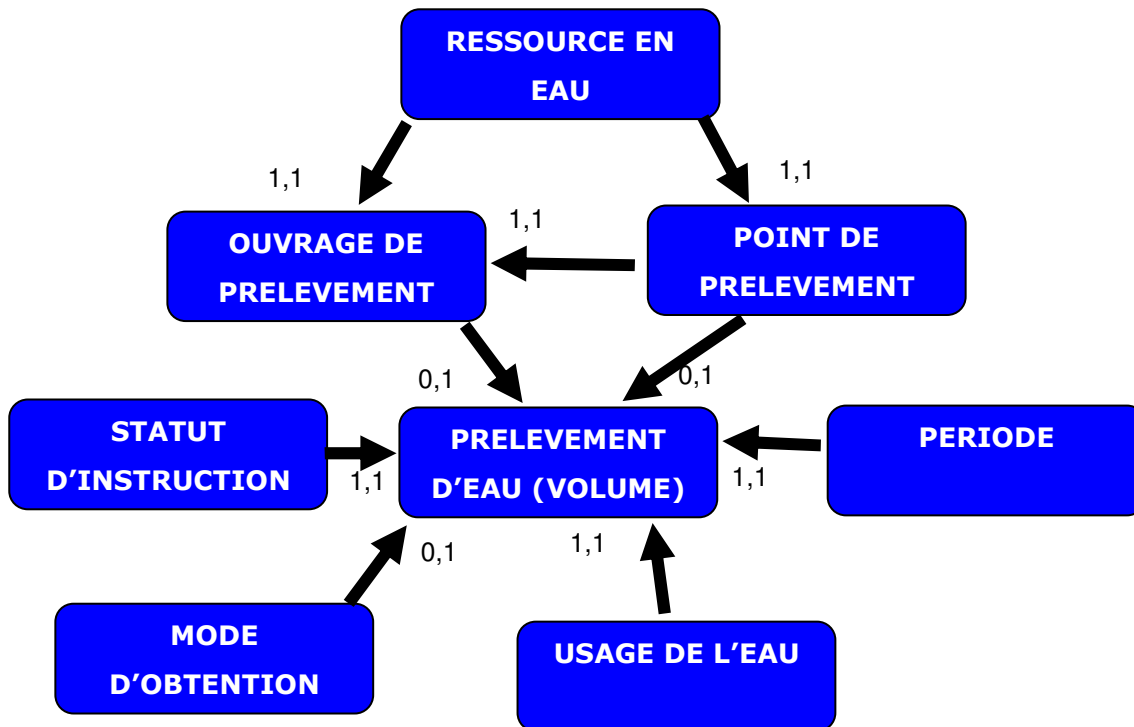 RESSOURCE EN
EAU
1,1
1,1
OUVRAGE DE
PRELEVEMENT
1,1
POINT DE
PRELEVEMENT
0,1
0,1
STATUT
D'INSTRUCTION
1,1
PRELEVEMENT
D'EAU (VOLUME)
1,1
PERIODE
0,1
1,1
MODE
D'OBTENTION
USAGE DE L'EAU